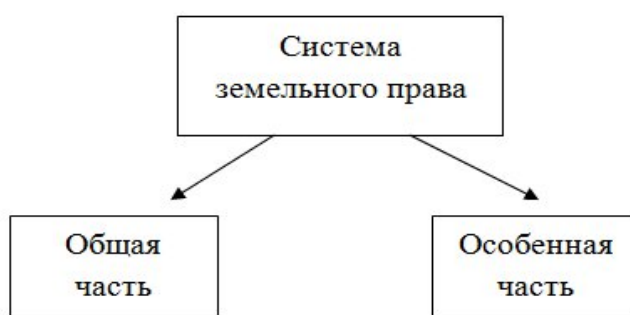 Система
земельного права
Общая
часть
Особенная
часть